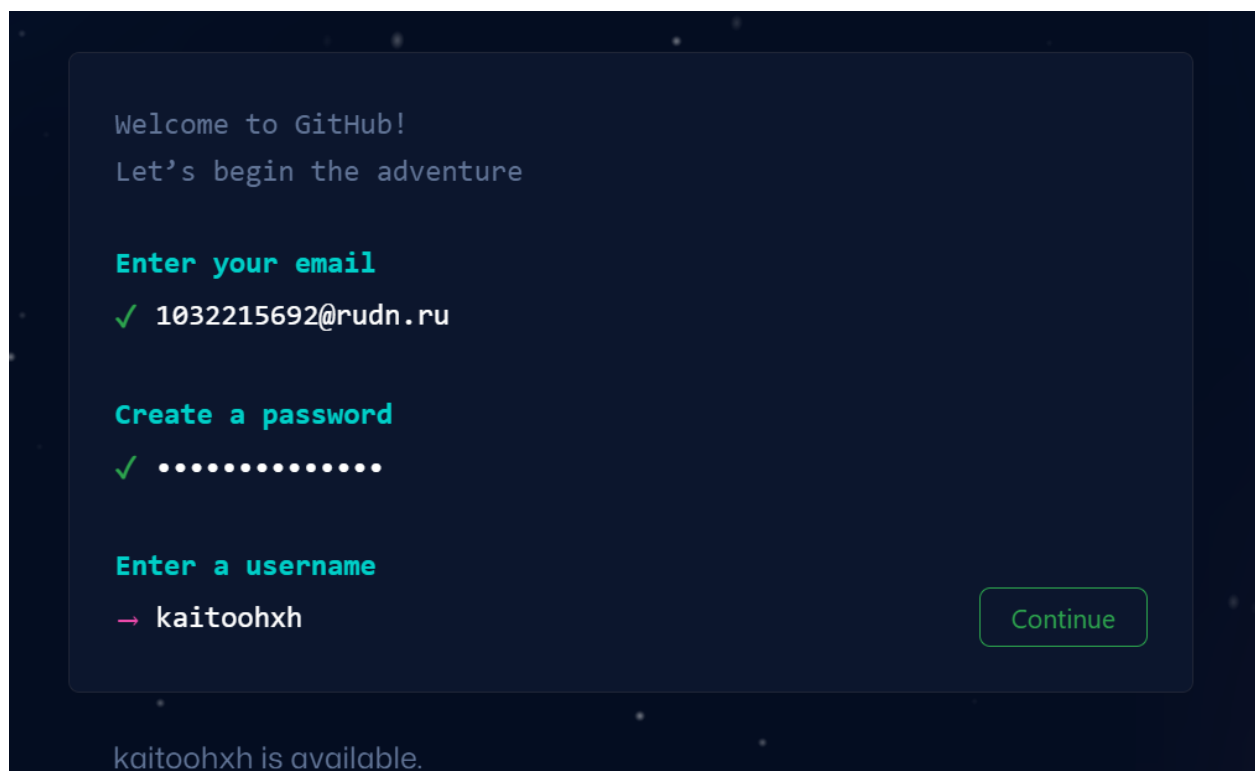 Welcome to GitHub!
Let’s begin the adventure
Enter your email
✓ 1032215692@rudn.ru
Create a password
✓ ••••••••••••••
Enter a username
→ kaitoohxh
Continue
kaitoohxh is available.